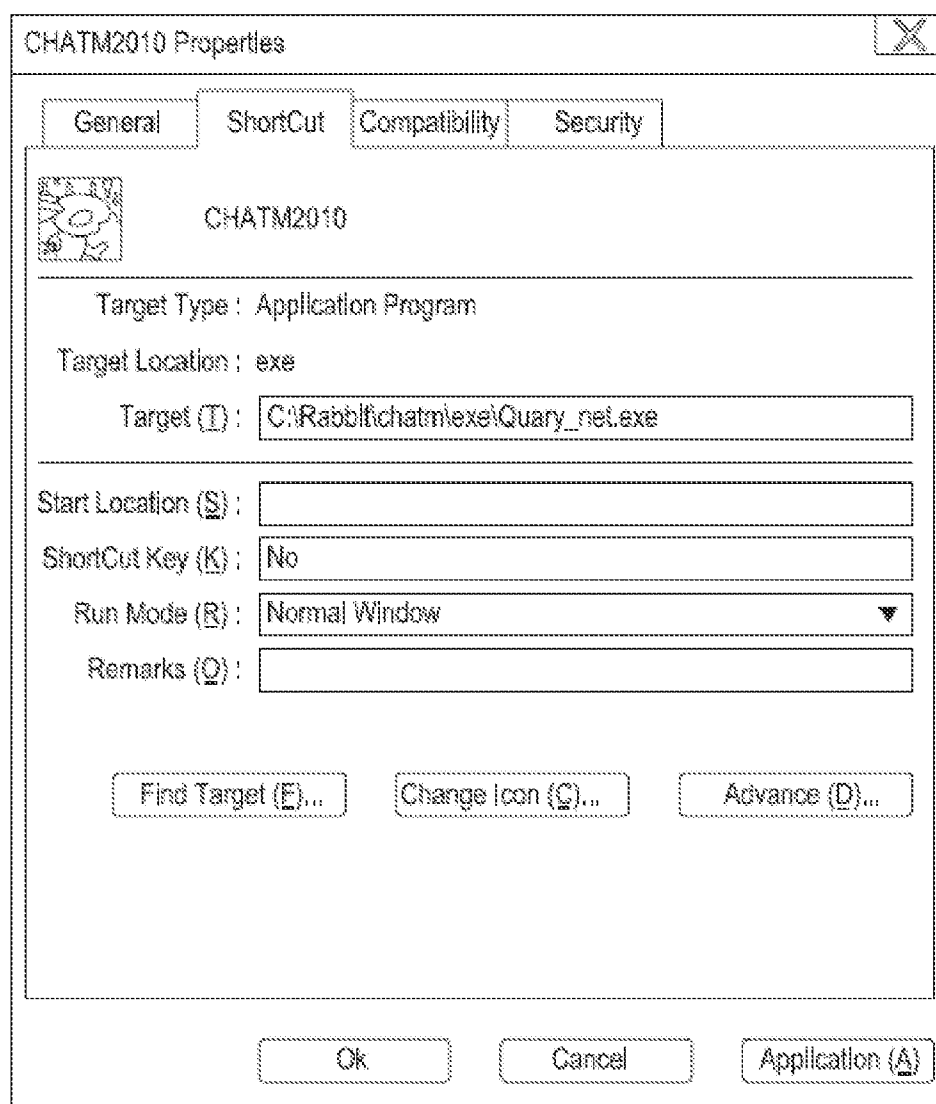 CHATM2010 Properties
General ShortCut Compatibility Security
CHATM2010
Target Type : Application Program
Target Location : exe
Target (T) : C:\Rabbit\chatm\exe\Quary_net.exe
Start Location (S) :
ShortCut Key (K) : No
Run Mode (R) : Normal Window
Remarks (O) :
Find Target (F)... Change Icon (C)... Advance (D)...
Ok Cancel Application (A)